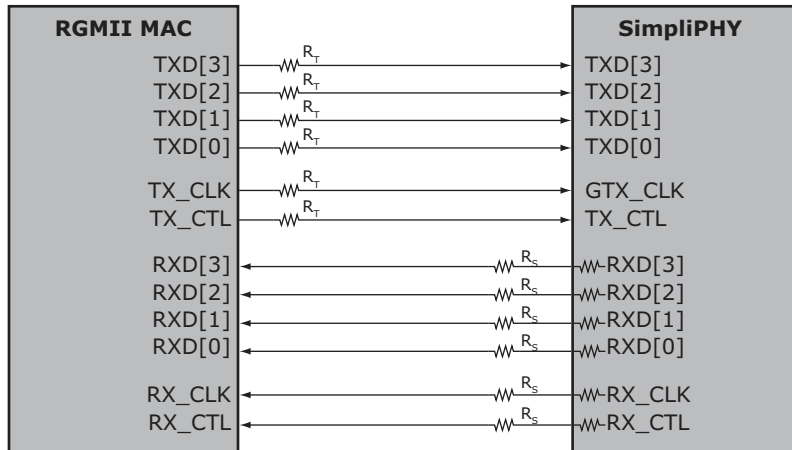 RGMII MAC SimpliPHY
TXD[3] R_T TXD[3]
TXD[2] R_T TXD[2]
TXD[1] R_T TXD[1]
TXD[0] R_T TXD[0]
TX_CLK R_T GTX_CLK
TX_CTL R_T TX_CTL
RXD[3] R_S RXD[3]
RXD[2] R_S RXD[2]
RXD[1] R_S RXD[1]
RXD[0] R_S RXD[0]
RX_CLK R_S RX_CLK
RX_CTL R_S RX_CTL